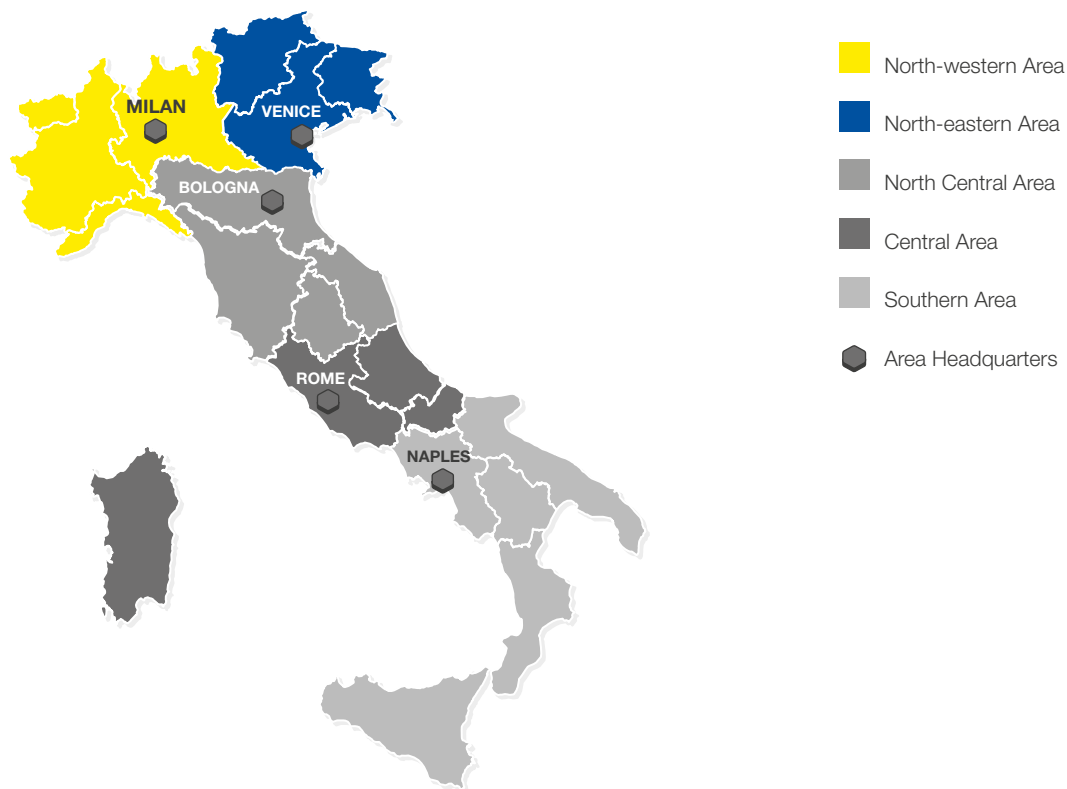 MILAN
VENICE
BOLOGNA
ROME
NAPLES
North-western Area
North-eastern Area
North Central Area
Central Area
Southern Area
Area Headquarters